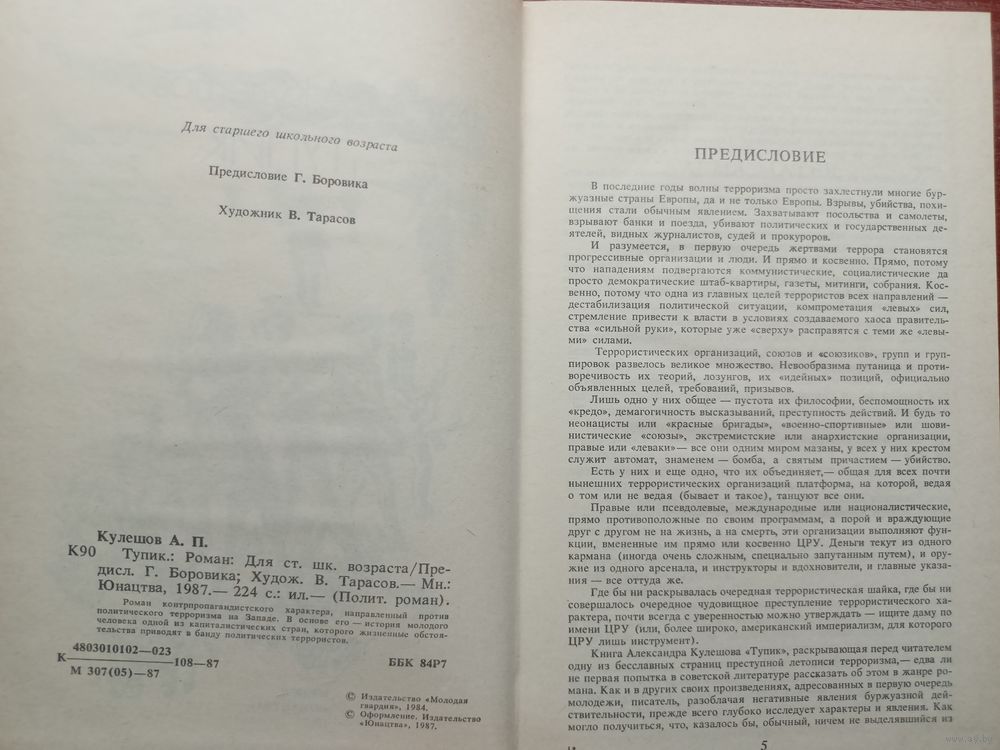 Для старшего школьного возраста
Предисловие Г. Боровика
Художник В. Тарасов
Кулешов А. П.
К90 Тупик.: Роман: Для ст. шк. возраста/Пре-
дисл. Г. Боровика; Худож. В. Тарасов.— Мн.:
Юнацтва, 1987.— 224 с.: ил.— (Полит. роман).
Роман контрпропагандистского характера, направленный против
политического терроризма на Западе. В основе его — история молодого
человека одной из капиталистических стран, которого жизненные обстоя-
тельства приводят в банду политических террористов.
4803010102—023
К————108—87
М 307(05)—87
ББК 84Р7
© Издательство «Молодая
гвардия», 1984.
© Оформление. Издательство
«Юнацтва», 1987.
ПРЕДИСЛОВИЕ
В последние годы волны терроризма просто захлестнули многие бур-
жуазные страны Европы, да и не только Европы. Взрывы, убийства, похи-
щения стали обычным явлением. Захватывают посольства и самолеты,
взрывают банки и поезда, убивают политических и государственных де-
ятелей, видных журналистов, судей и прокуроров.
И разумеется, в первую очередь жертвами террора становятся
прогрессивные организации и люди. И прямо и косвенно. Прямо, потому
что нападениям подвергаются коммунистические, социалистические да
просто демократические штаб-квартиры, газеты, митинги, собрания. Кос-
венно, потому что одна из главных целей террористов всех направлений —
дестабилизация политической ситуации, компрометация «левых» сил,
стремление привести к власти в условиях создаваемого хаоса правитель-
ства «сильной руки», которые уже «сверху» расправятся с теми же «левы-
ми» силами.
Террористических организаций, союзов и «союзиков», групп и груп-
пировок развелось великое множество. Невообразима путаница и проти-
воречивость их теорий, лозунгов, их «идейных» позиций, официально
объявленных целей, требований, призывов.
Лишь одно у них общее — пустота их философии, беспомощность их
«кредо», демагогичность высказываний, преступность действий. И будь то
неонацисты или «красные бригады», «военно-спортивные» или шови-
нистические «союзы», экстремистские или анархистские организации,
правые или «леваки»— все они одним миром мазаны, у всех у них крестом
служит автомат, знаменем — бомба, а святым причастием — убийство.
Есть у них и еще одно, что их объединяет,— общая для всех почти
нынешних террористических организаций платформа, на которой, ведая
о том или не ведая (бывает и такое), танцуют все они.
Правые или псевдолевые, международные или националистические,
прямо противоположные по своим программам, а порой и враждующие
друг с другом не на жизнь, а на смерть, эти организации выполняют фун-
кции, вмененные им прямо или косвенно ЦРУ. Деньги текут из одного
кармана (иногда очень сложным, специально запутанным путем), и ору-
жие из одного арсенала, и инструкторы и вдохновители, и главные указа-
ния — все оттуда же.
Где бы ни раскрывалась очередная террористическая шайка, где бы ни
совершалось очередное чудовищное преступление террористического ха-
рактера, почти всегда с уверенностью можно утверждать — ищите даму по
имени ЦРУ (или, более широко, американский империализм, для которого
ЦРУ лишь инструмент).
Книга Александра Кулешова «Тупик», раскрывающая перед читателем
одну из бесславных страниц преступной летописи терроризма,— едва ли
не первая попытка в советской литературе рассказать об этом в жанре ро-
мана. Как и в других своих произведениях, адресованных в первую очередь
молодежи, писатель, разоблачая негативные явления буржуазной дей-
ствительности, прежде всего глубоко исследует характеры и явления. Как
могло получиться, что, казалось бы, обычный, ничем не выделявшийся из
5